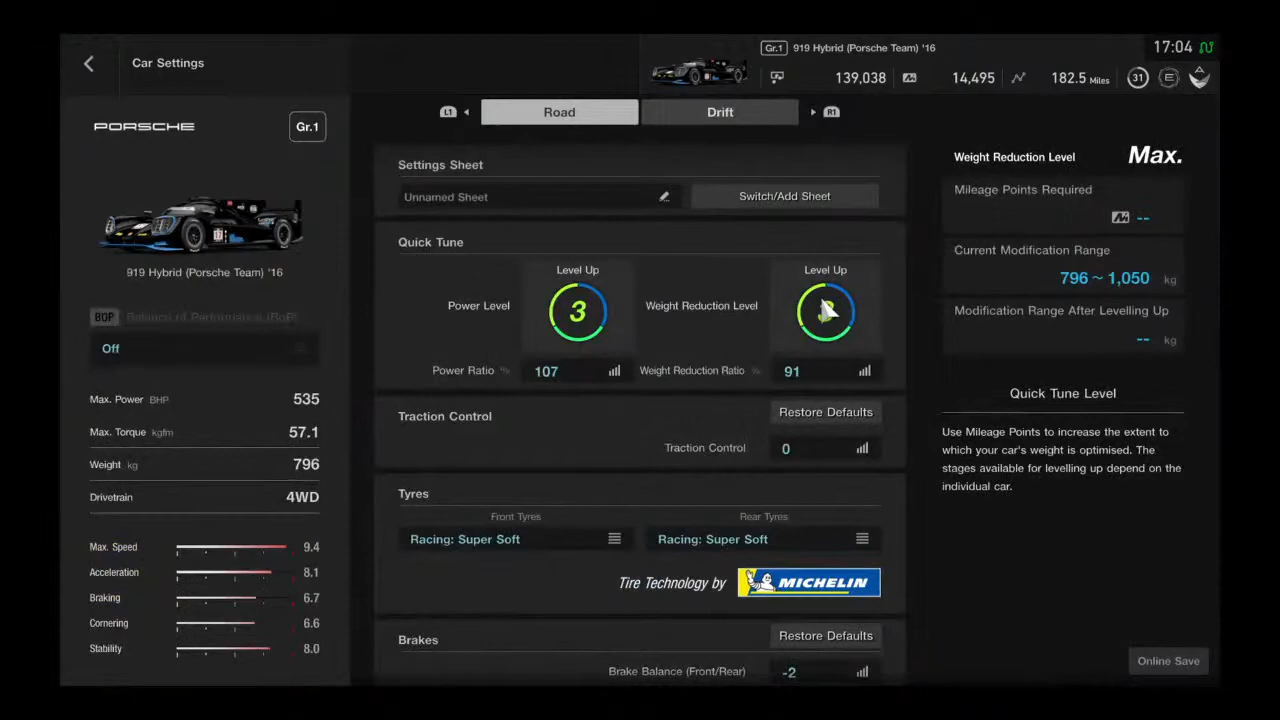 17:04
Car Settings
Gr.1 919 Hybrid (Porsche Team) '16
139,038 14,495 182.5 Miles 31 E
L1 Road Drift R1
PORSCHE Gr.1
919 Hybrid (Porsche Team) '16
BOP Balance of Performance (BoP)
Off
Max. Power BHP 535
Max. Torque kgfm 57.1
Weight kg 796
Drivetrain 4WD
Max. Speed 9.4
Acceleration 8.1
Braking 6.7
Cornering 6.6
Stability 8.0
Settings Sheet
Unnamed Sheet Switch/Add Sheet
Quick Tune
Level Up Level Up
Power Level 3 Weight Reduction Level
Power Ratio % 107 Weight Reduction Ratio % 91
Traction Control Restore Defaults
Traction Control 0
Tyres
Front Tyres Rear Tyres
Racing: Super Soft Racing: Super Soft
Tire Technology by MICHELIN
Brakes Restore Defaults
Brake Balance (Front/Rear) -2
Weight Reduction Level Max.
Mileage Points Required
--
Current Modification Range
796 ~ 1,050 kg
Modification Range After Levelling Up
-- kg
Quick Tune Level
Use Mileage Points to increase the extent to
which your car's weight is optimised. The
stages available for levelling up depend on the
individual car.
Online Save